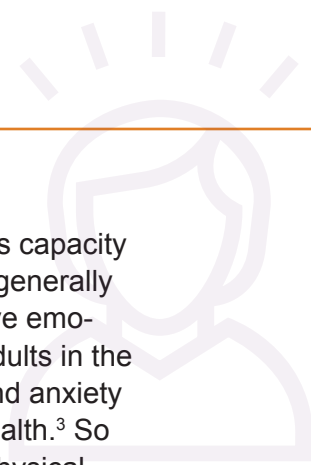 s capacity
generally
e emo-
dults in the
nd anxiety
alth.³ So